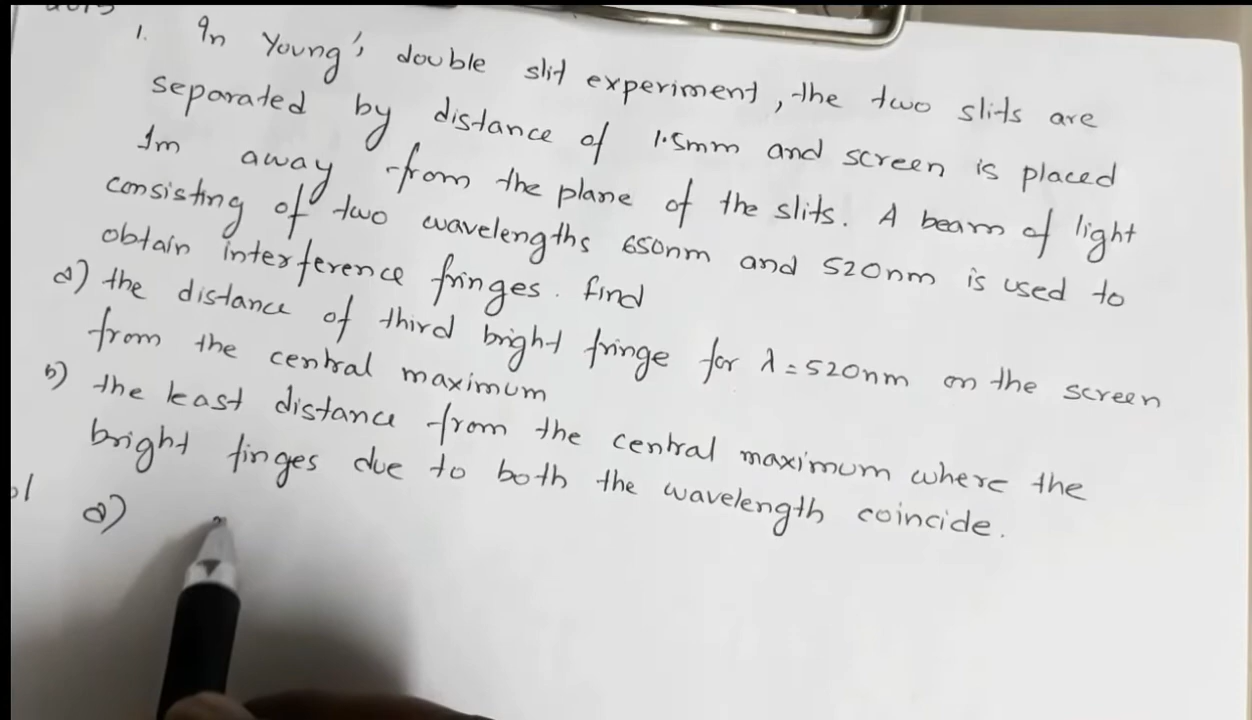 1. In Young's double slit experiment, the two slits are
separated by distance of 1.5mm and screen is placed
1m away from the plane of the slits. A beam of light
consisting of two wavelengths 650nm and 520nm is used to
obtain interference fringes. find
a) the distance of third bright fringe for λ=520nm on the screen
from the central maximum
b) the least distance from the central maximum where the
bright finges due to both the wavelength coincide.
a)